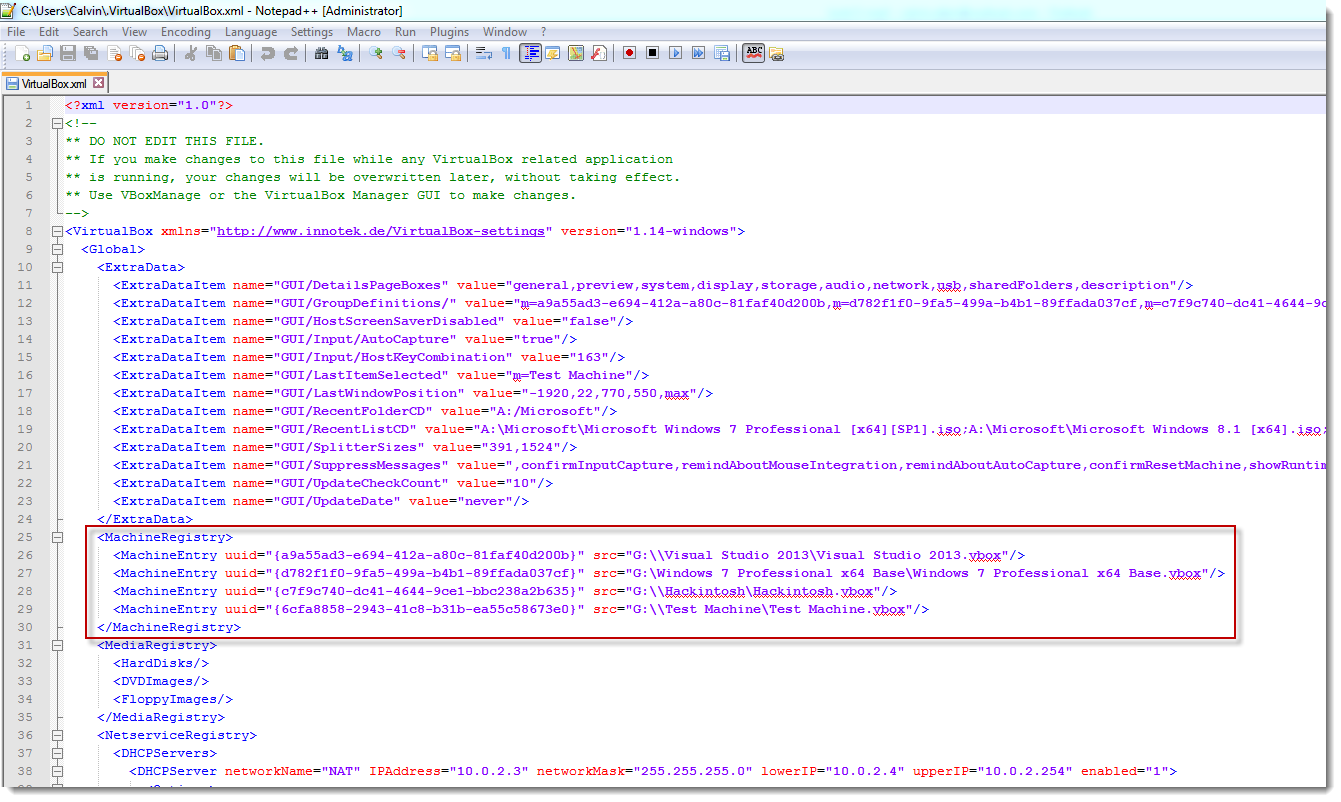 C:\Users\Calvin\.VirtualBox\VirtualBox.xml - Notepad++ [Administrator]
File Edit Search View Encoding Language Settings Macro Run Plugins Window ?
ABC
VirtualBox.xml
1 <?xml version="1.0"?>
2 <!--
3 ** DO NOT EDIT THIS FILE.
4 ** If you make changes to this file while any VirtualBox related application
5 ** is running, your changes will be overwritten later, without taking effect.
6 ** Use VBoxManage or the VirtualBox Manager GUI to make changes.
7 -->
8 <VirtualBox xmlns="http://www.innotek.de/VirtualBox-settings" version="1.14-windows">
9 <Global>
10 <ExtraData>
11 <ExtraDataItem name="GUI/DetailsPageBoxes" value="general,preview,system,display,storage,audio,network,usb,sharedFolders,description"/>
12 <ExtraDataItem name="GUI/GroupDefinitions/" value="m=a9a55ad3-e694-412a-a80c-81faf40d200b,m=d782f1f0-9fa5-499a-b4b1-89ffada037cf,m=c7f9c740-dc41-4644-9c
13 <ExtraDataItem name="GUI/HostScreenSaverDisabled" value="false"/>
14 <ExtraDataItem name="GUI/Input/AutoCapture" value="true"/>
15 <ExtraDataItem name="GUI/Input/HostKeyCombination" value="163"/>
16 <ExtraDataItem name="GUI/LastItemSelected" value="m=Test Machine"/>
17 <ExtraDataItem name="GUI/LastWindowPosition" value="-1920,22,770,550,max"/>
18 <ExtraDataItem name="GUI/RecentFolderCD" value="A:/Microsoft"/>
19 <ExtraDataItem name="GUI/RecentListCD" value="A:\Microsoft\Microsoft Windows 7 Professional [x64][SP1].iso;A:\Microsoft\Microsoft Windows 8.1 [x64].iso;
20 <ExtraDataItem name="GUI/SplitterSizes" value="391,1524"/>
21 <ExtraDataItem name="GUI/SuppressMessages" value=",confirmInputCapture,remindAboutMouseIntegration,remindAboutAutoCapture,confirmResetMachine,showRuntim
22 <ExtraDataItem name="GUI/UpdateCheckCount" value="10"/>
23 <ExtraDataItem name="GUI/UpdateDate" value="never"/>
24 </ExtraData>
25 <MachineRegistry>
26 <MachineEntry uuid="{a9a55ad3-e694-412a-a80c-81faf40d200b}" src="G:\\Visual Studio 2013\Visual Studio 2013.vbox"/>
27 <MachineEntry uuid="{d782f1f0-9fa5-499a-b4b1-89ffada037cf}" src="G:\Windows 7 Professional x64 Base\Windows 7 Professional x64 Base.vbox"/>
28 <MachineEntry uuid="{c7f9c740-dc41-4644-9ce1-bbc238a2b635}" src="G:\\Hackintosh\Hackintosh.vbox"/>
29 <MachineEntry uuid="{6cfa8858-2943-41c8-b31b-ea55c58673e0}" src="G:\\Test Machine\Test Machine.vbox"/>
30 </MachineRegistry>
31 <MediaRegistry>
32 <HardDisks/>
33 <DVDImages/>
34 <FloppyImages/>
35 </MediaRegistry>
36 <NetserviceRegistry>
37 <DHCPServers>
38 <DHCPServer networkName="NAT" IPAddress="10.0.2.3" networkMask="255.255.255.0" lowerIP="10.0.2.4" upperIP="10.0.2.254" enabled="1">